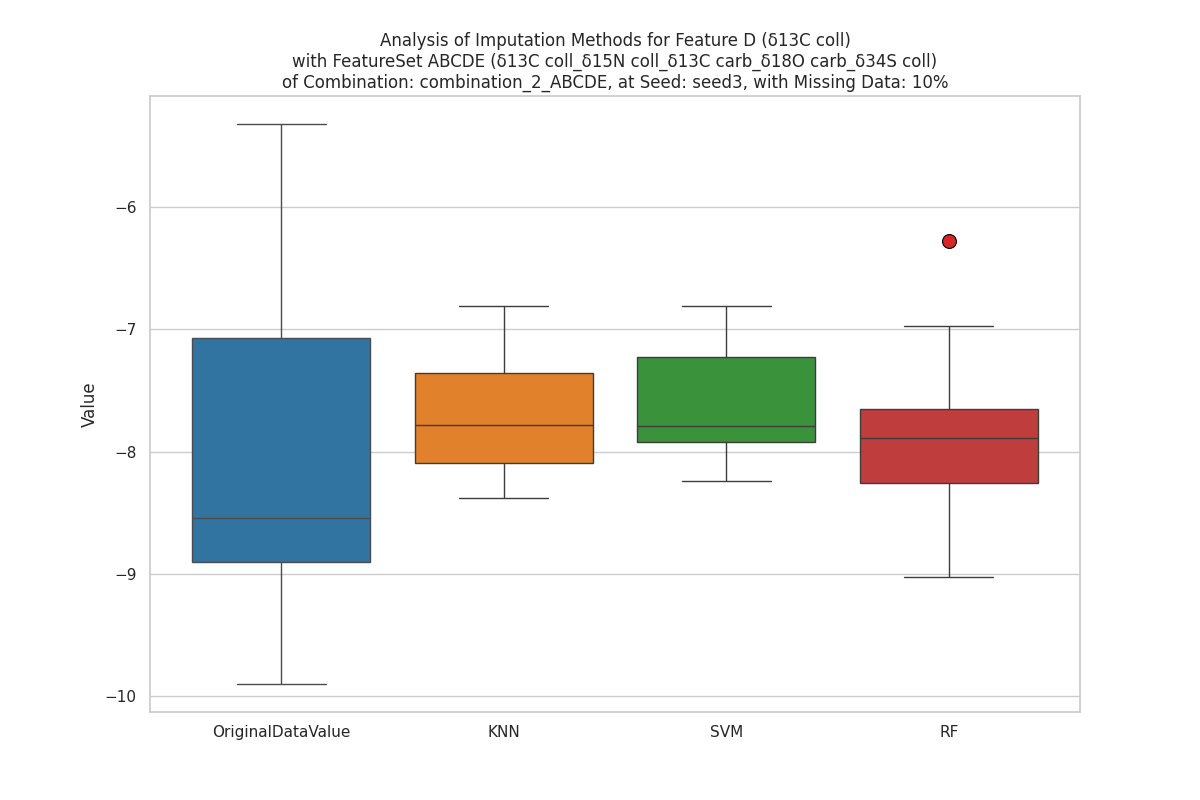 Analysis of Imputation Methods for Feature D (δ13C coll)
with FeatureSet ABCDE (δ13C coll_δ15N coll_δ13C carb_δ18O carb_δ34S coll)
of Combination: combination_2_ABCDE, at Seed: seed3, with Missing Data: 10%
Value
−6
−7
−8
−9
−10
OriginalDataValue KNN SVM RF